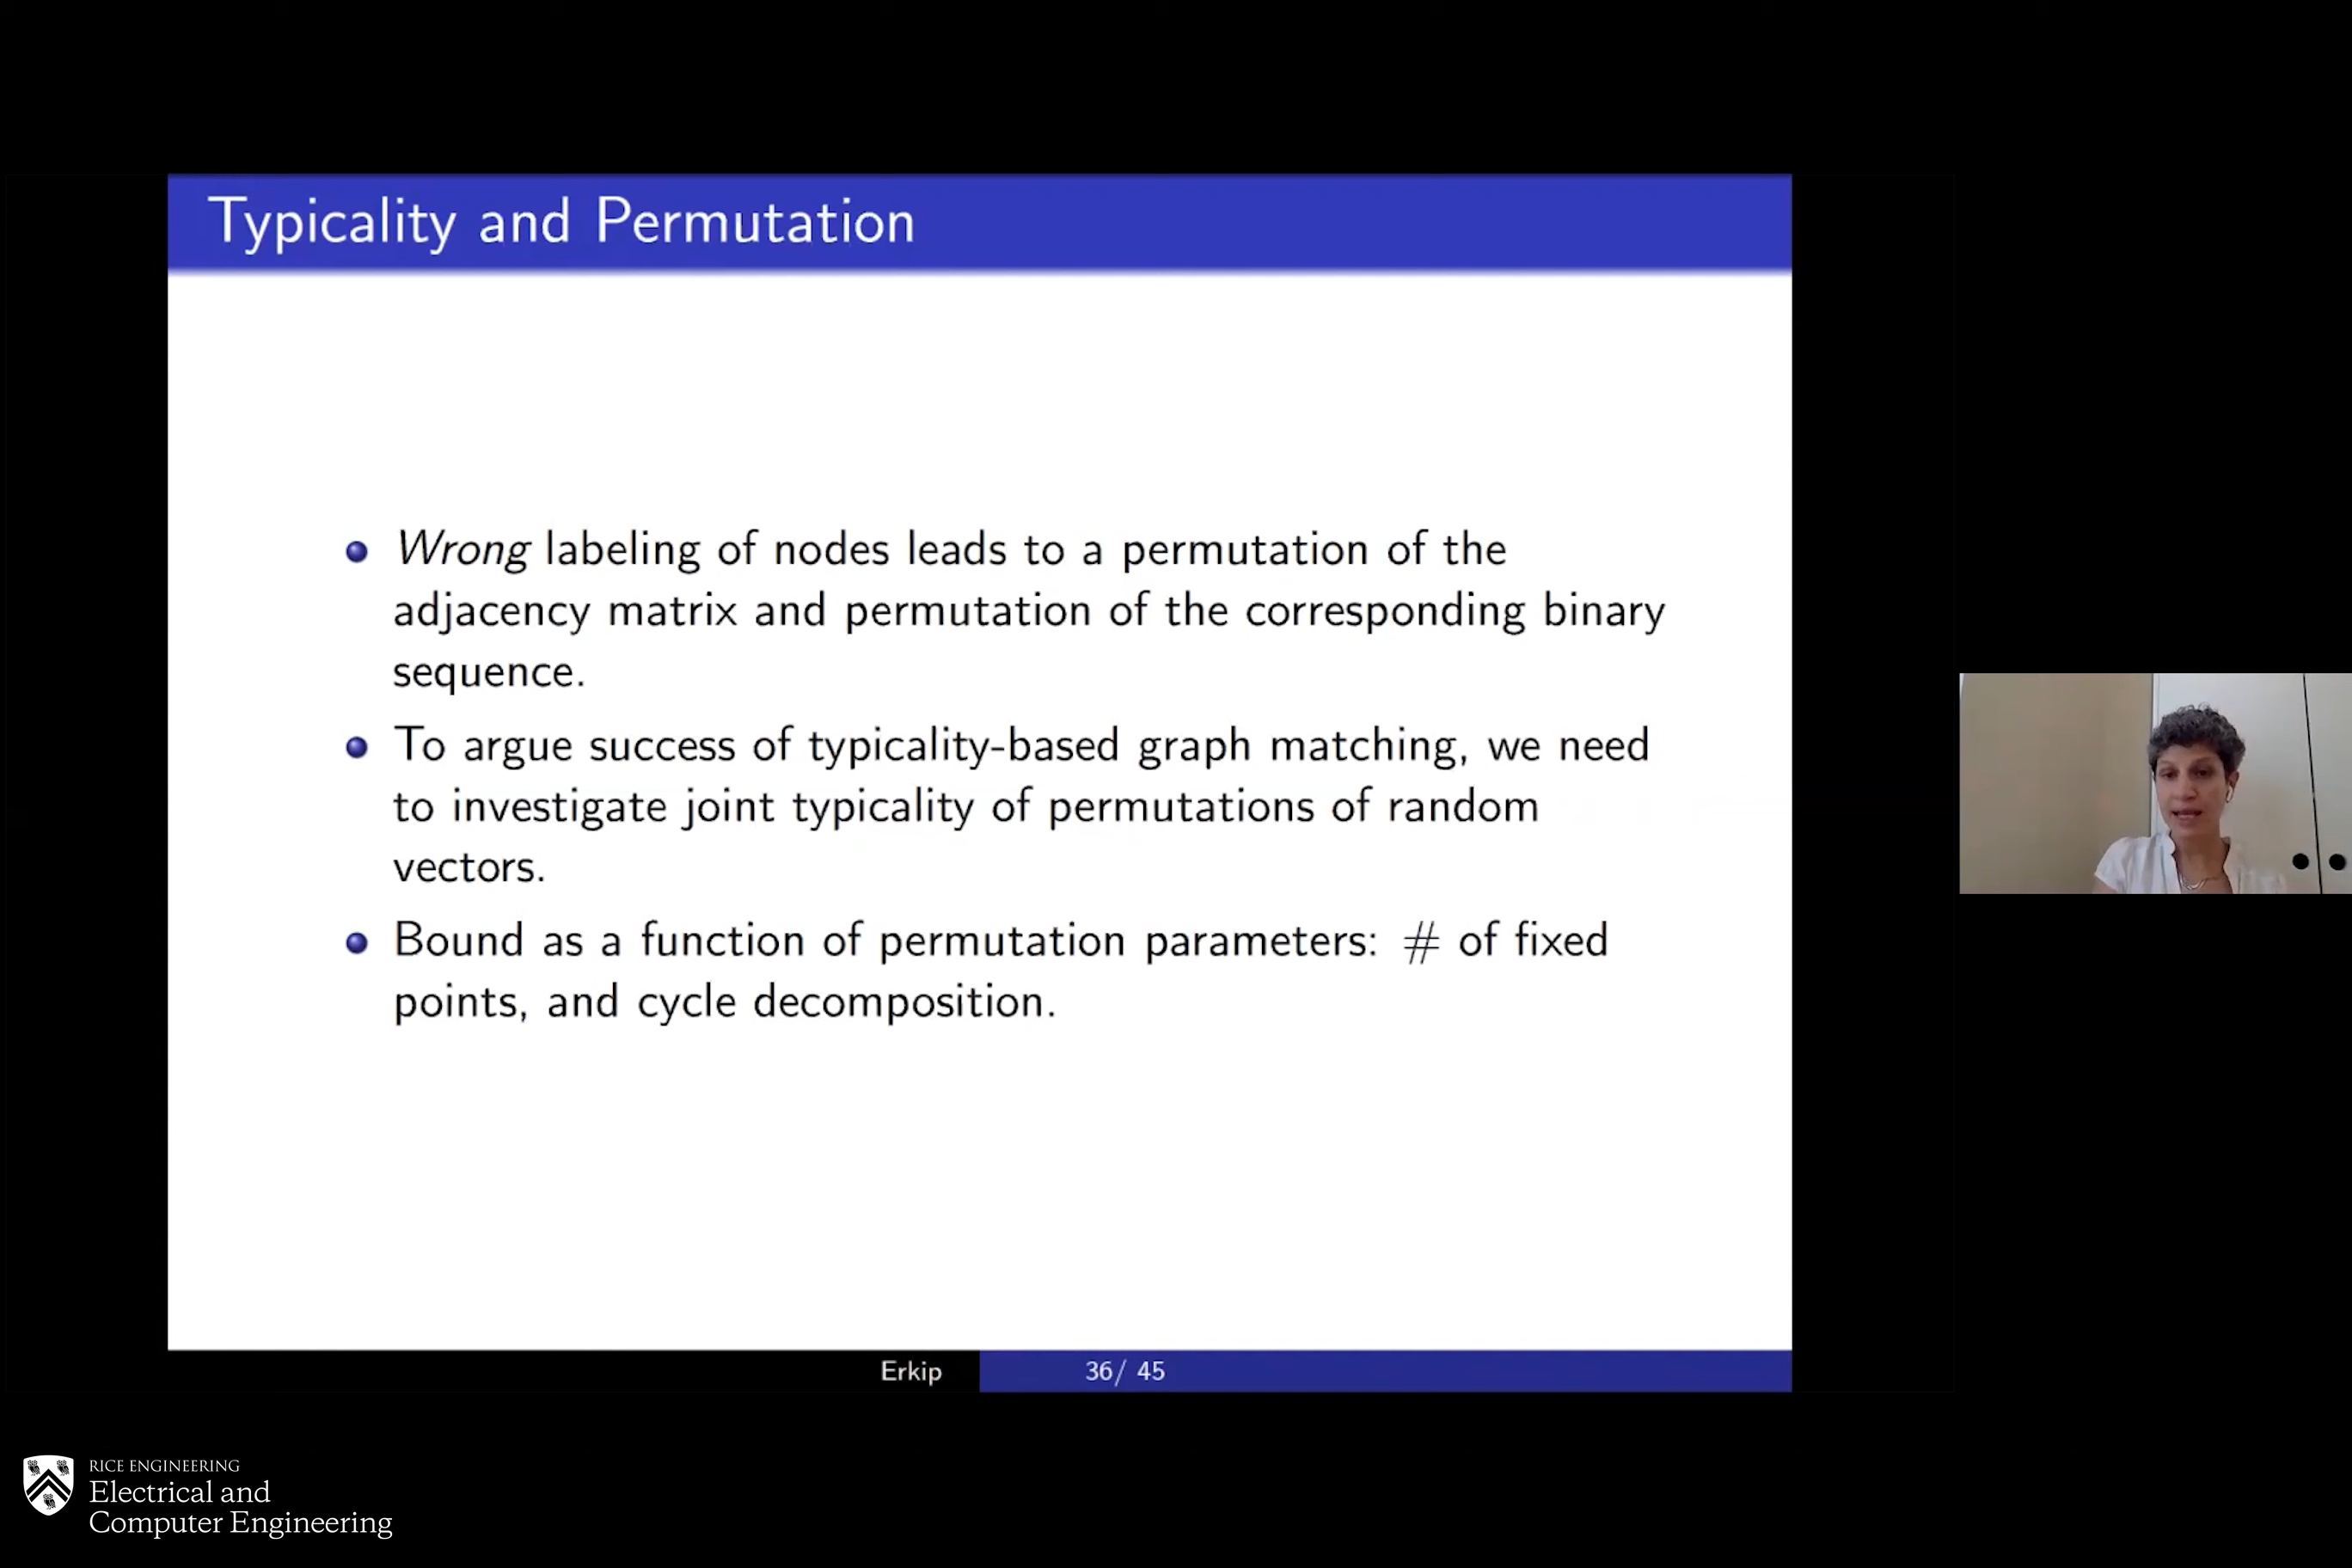 Typicality and Permutation
Wrong labeling of nodes leads to a permutation of the
adjacency matrix and permutation of the corresponding binary
sequence.
To argue success of typicality-based graph matching, we need
to investigate joint typicality of permutations of random
vectors.
Bound as a function of permutation parameters: # of fixed
points, and cycle decomposition.
Erkip
36/ 45
RICE ENGINEERING
Electrical and
Computer Engineering